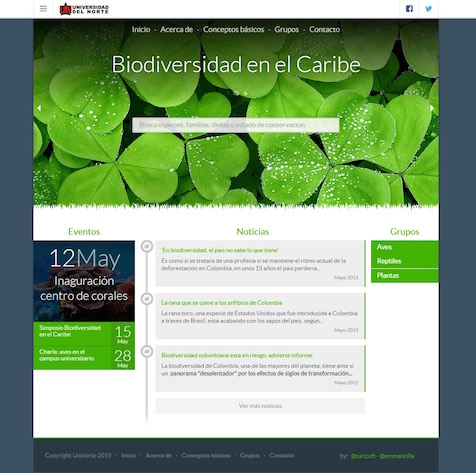 UNIVERSIDAD
DEL NORTE
Inicio - Acerca de - Conceptos básicos - Grupos - Contacto
Biodiversidad en el Caribe
Busca especies, familias, distas o estado de conservacion.
Eventos
12May
Inaguración
centro de corales
Simposio Biodiversidad
en el Caribe
15
May
Charla: aves en el
campus universitario
28
May
Noticias
'En biodiversidad, el país no sabe lo que tiene'
Es como si se tratara de una profecía si se mantiene el ritmo actual de la
deforestación en Colombia, en unos 15 años el país perdería...
Mayo 2015
La rana que se come a los anfibios de Colombia
La rana toro, una especie de Estados Unidos que fue introducida a Colombia
a través de Brasil, esta acabando con los sapos del país, según...
Mayo 2015
Biodiversidad colombiana está en riesgo, advierte informe.
La biodiversidad de Colombia, una de las mayores del planeta, tiene ante sí
un panorama "desalentador" por los efectos de siglos de transformación...
Mayo 2015
Ver más noticias
Grupos
Aves
Reptiles
Plantas
Copyright Uninorte 2015 - Inicio - Acerca de - Conceptos básicos - Grupos - Contacto
by: @turizoft - @ammancilla